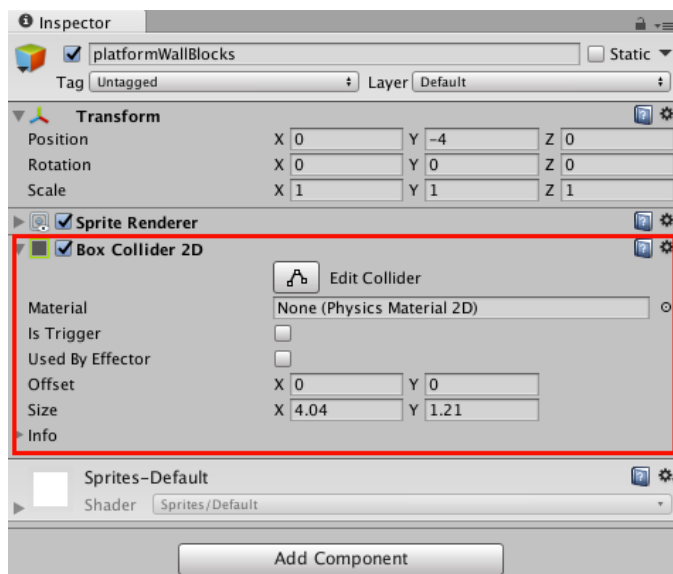 Inspector
platformWallBlocks Static
Tag Untagged Layer Default
Transform
Position X 0 Y -4 Z 0
Rotation X 0 Y 0 Z 0
Scale X 1 Y 1 Z 1
Sprite Renderer
Box Collider 2D
Edit Collider
Material None (Physics Material 2D)
Is Trigger
Used By Effector
Offset X 0 Y 0
Size X 4.04 Y 1.21
Info
Sprites-Default
Shader Sprites/Default
Add Component